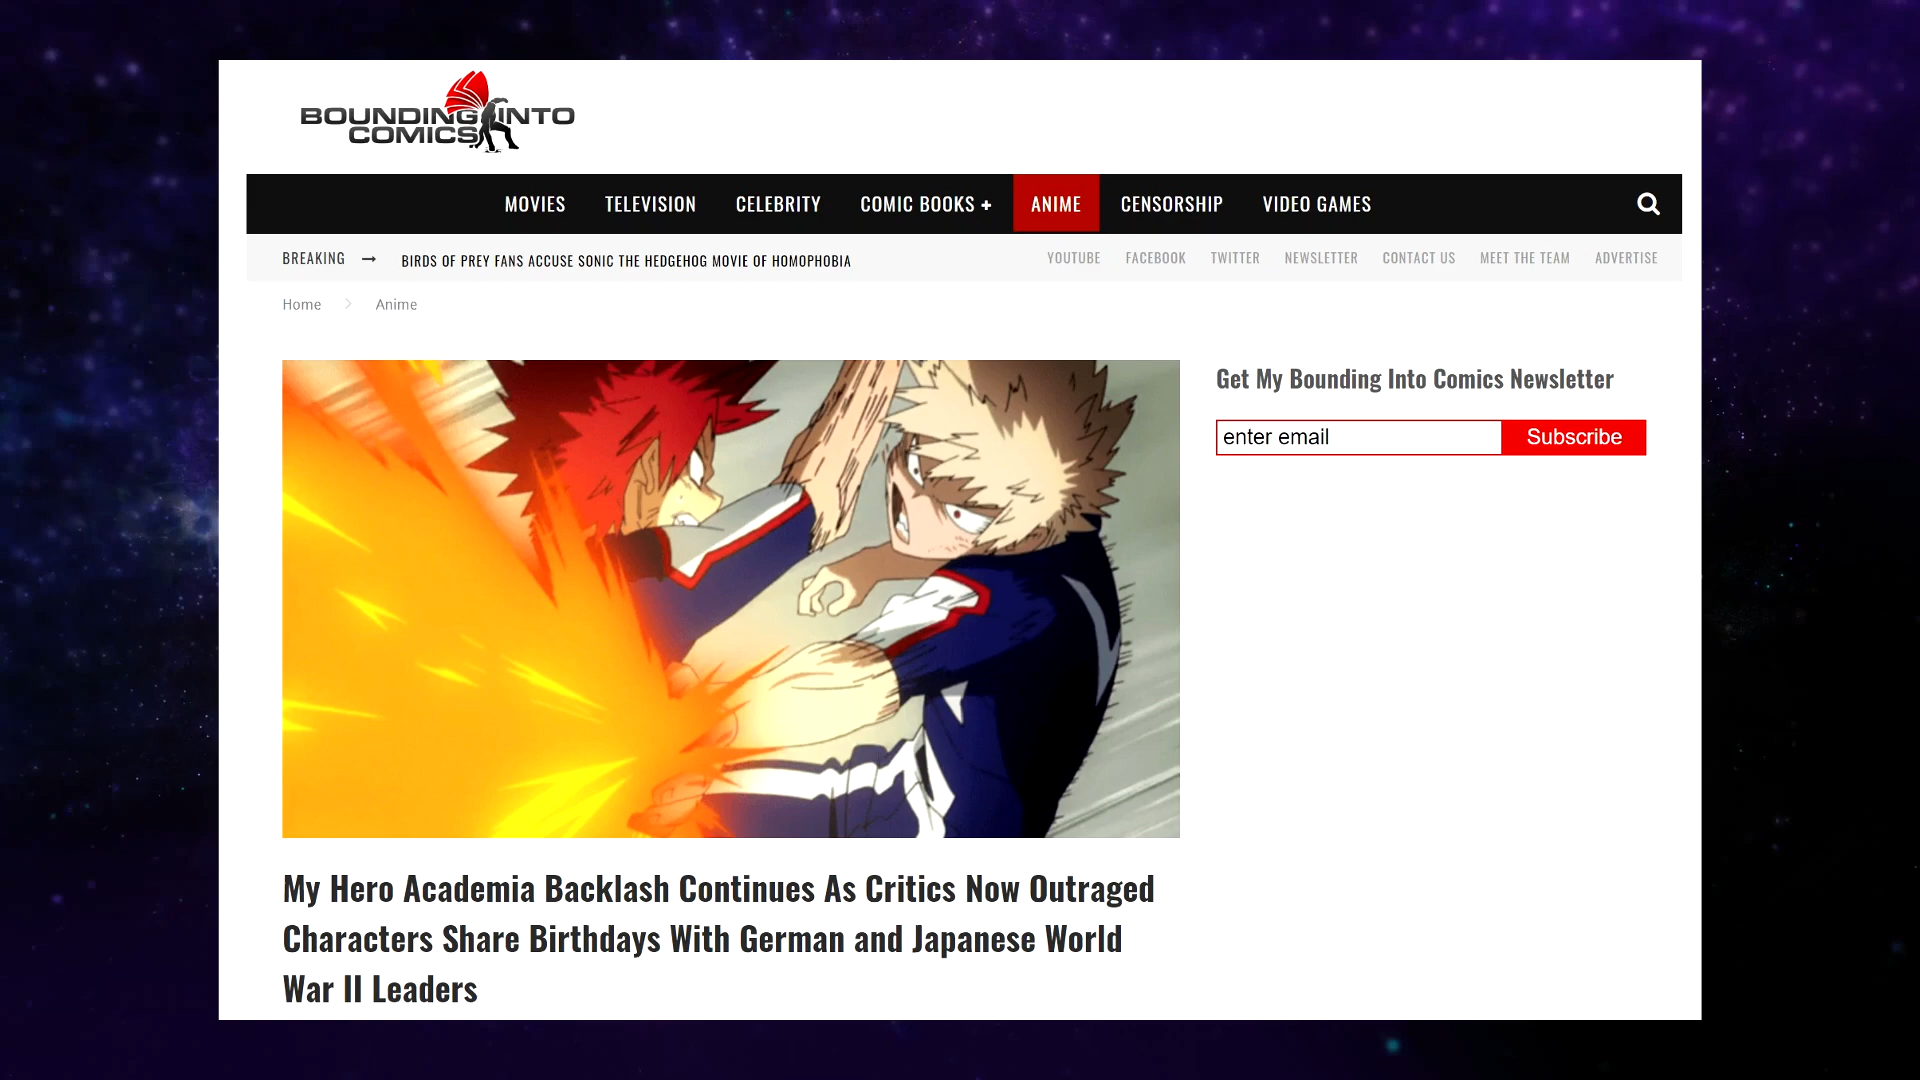 BOUNDING INTO
COMICS
MOVIES TELEVISION CELEBRITY COMIC BOOKS + ANIME CENSORSHIP VIDEO GAMES
BREAKING → BIRDS OF PREY FANS ACCUSE SONIC THE HEDGEHOG MOVIE OF HOMOPHOBIA YOUTUBE FACEBOOK TWITTER NEWSLETTER CONTACT US MEET THE TEAM ADVERTISE
Home > Anime
Get My Bounding Into Comics Newsletter
enter email Subscribe
My Hero Academia Backlash Continues As Critics Now Outraged
Characters Share Birthdays With German and Japanese World
War II Leaders